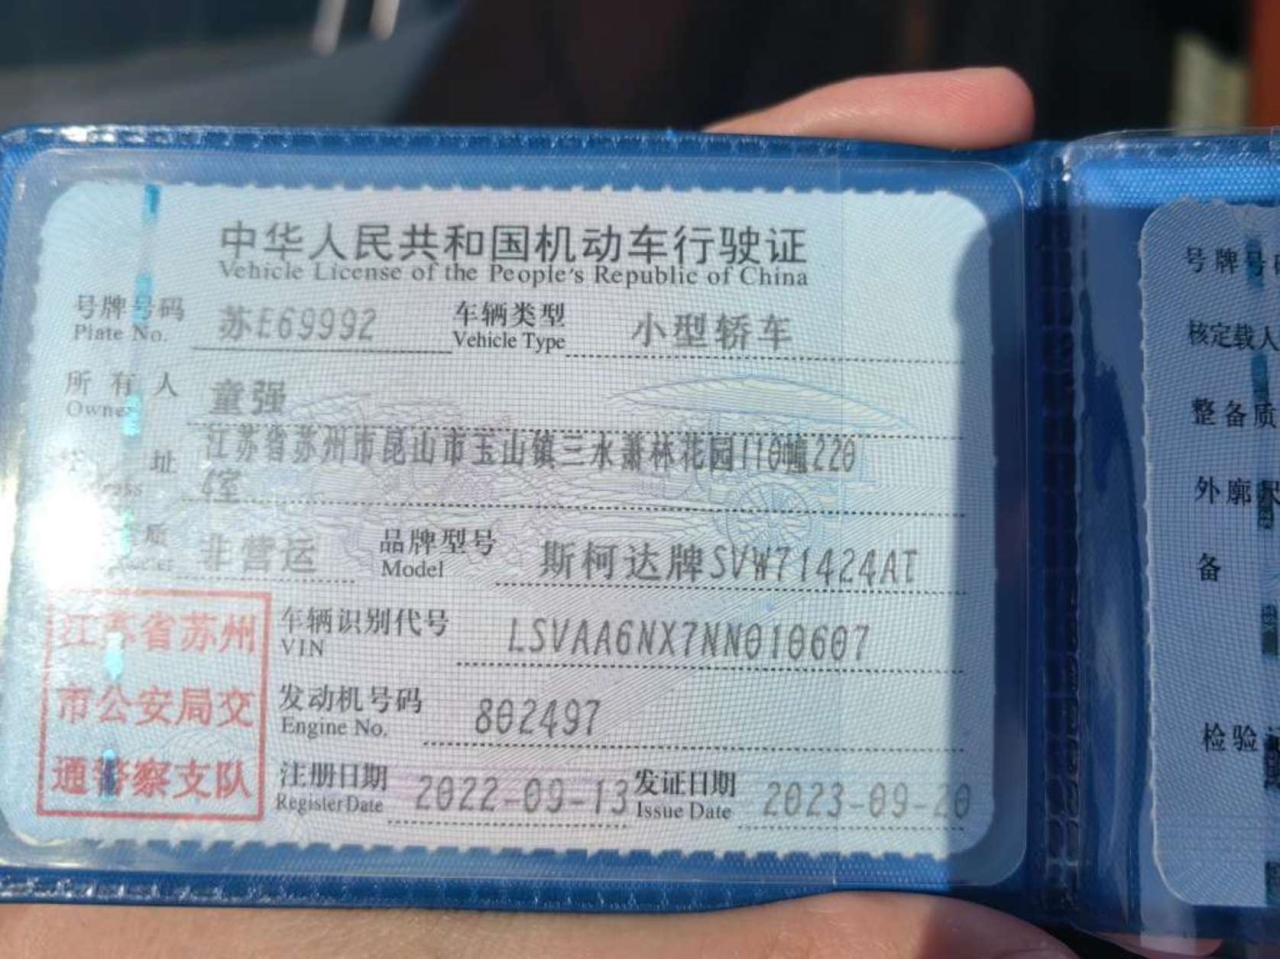 中华人民共和国机动车行驶证
Vehicle License of the People's Republic of China
号牌号码 苏E69992 车辆类型 小型轿车
Plate No. Vehicle Type
所有人 童强
Owner
址 江苏省苏州市昆山市玉山镇三水萧林花园110幢220
4室
非营运 品牌型号 斯柯达牌SVW71424AT
Model
车辆识别代号 LSVAA6NX7NN010607
VIN
发动机号码 802497
Engine No.
注册日期 2022-09-13 发证日期 2023-09-20
Register Date Issue Date
江苏省苏州
市公安局交
通警察支队
号牌号
核定载人
整备质
外廓
备
检验